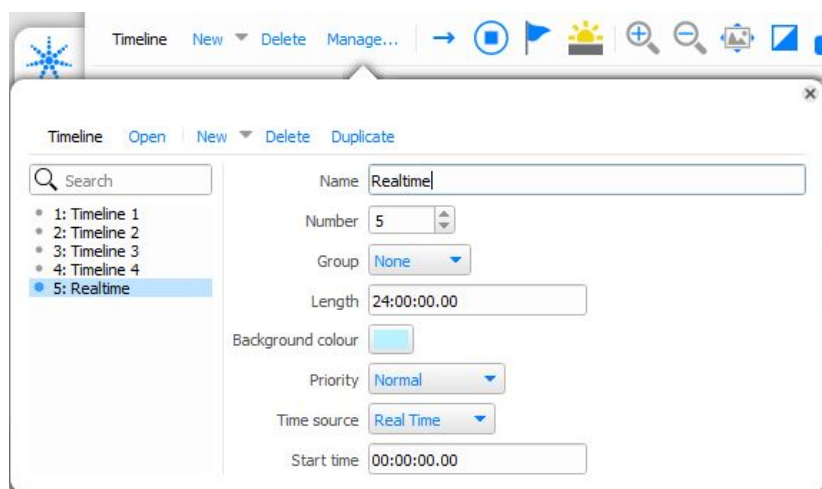 Timeline New Delete Manage...
Timeline Open New Delete Duplicate
Search
1: Timeline 1
2: Timeline 2
3: Timeline 3
4: Timeline 4
5: Realtime
Name Realtime
Number 5
Group None
Length 24:00:00.00
Background colour
Priority Normal
Time source Real Time
Start time 00:00:00.00